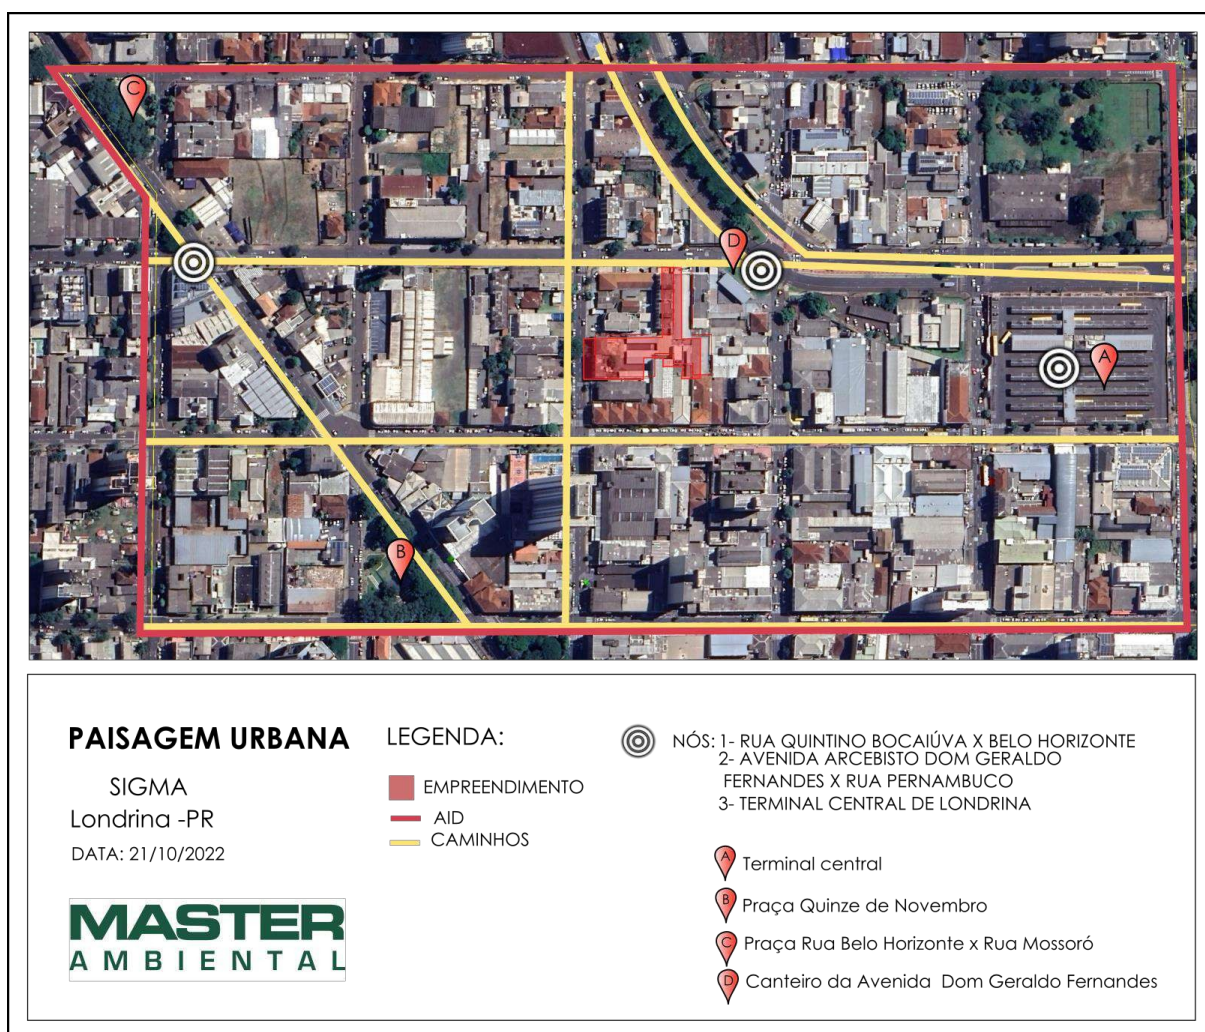 C
D
A
B
PAISAGEM URBANA
SIGMA
Londrina -PR
DATA: 21/10/2022
MASTER
AMBIENTAL
LEGENDA:
EMPREENDIMENTO
AID
CAMINHOS
NÓS: 1- RUA QUINTINO BOCAIÚVA X BELO HORIZONTE
2- AVENIDA ARCEBISTO DOM GERALDO
FERNANDES X RUA PERNAMBUCO
3- TERMINAL CENTRAL DE LONDRINA
A Terminal central
B Praça Quinze de Novembro
C Praça Rua Belo Horizonte x Rua Mossoró
D Canteiro da Avenida Dom Geraldo Fernandes